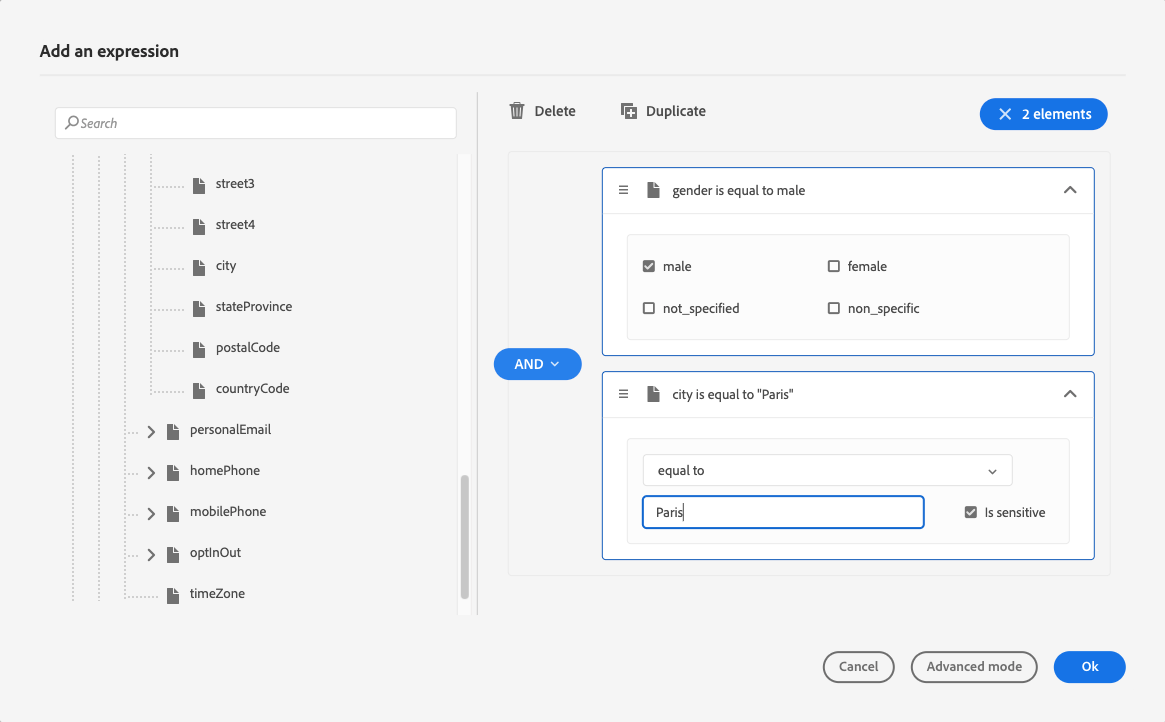 Add an expression
Search
street3
street4
city
stateProvince
postalCode
countryCode
personalEmail
homePhone
mobilePhone
optInOut
timeZone
Delete
Duplicate
2 elements
AND
gender is equal to male
male
female
not_specified
non_specific
city is equal to "Paris"
equal to
Paris
Is sensitive
Cancel
Advanced mode
Ok